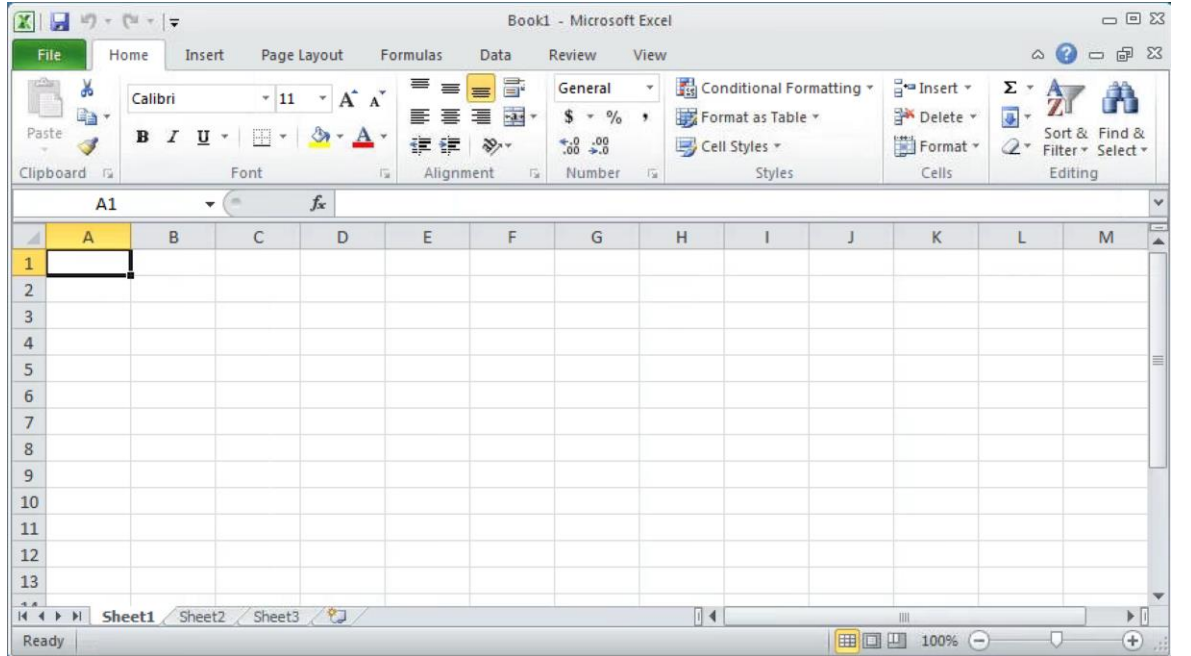 Book1 - Microsoft Excel
File Home Insert Page Layout Formulas Data Review View
Calibri 11 General Conditional Formatting Insert Σ
Paste $ % , Format as Table Delete Sort & Find &
B I U A Cell Styles Format Filter Select
Clipboard Font Alignment Number Styles Cells Editing
A1 fx
A B C D E F G H I J K L M
1
2
3
4
5
6
7
8
9
10
11
12
13
Sheet1 Sheet2 Sheet3
Ready 100%